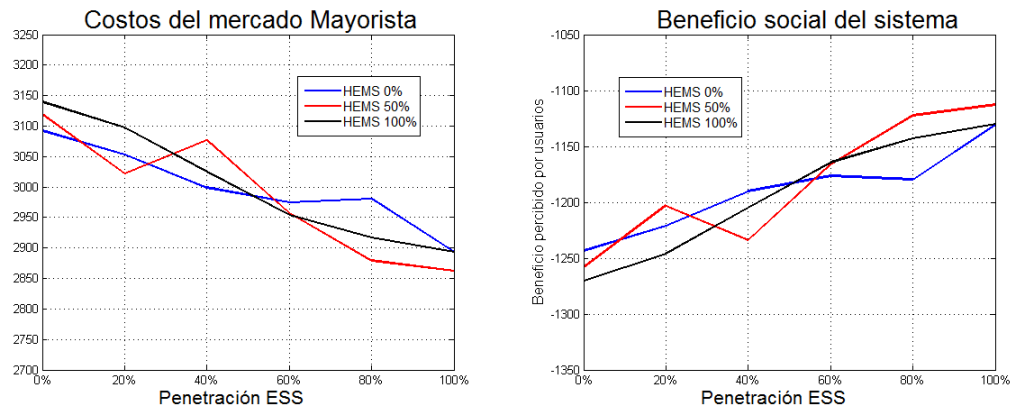 Costos del mercado Mayorista
3250
3200
3150
3100
3050
3000
2950
2900
2850
2800
2750
2700
HEMS 0%
HEMS 50%
HEMS 100%
0%
20%
40%
60%
80%
100%
Penetración ESS
Beneficio social del sistema
Beneficio percibido por usuarios
-1050
-1100
-1150
-1200
-1250
-1300
-1350
HEMS 0%
HEMS 50%
HEMS 100%
0%
20%
40%
60%
80%
100%
Penetración ESS